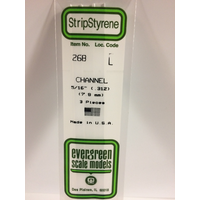 StripStyrene
Item No. Loc. Code
268 L
CHANNEL
5/16" (.312)
(7.9 mm)
3 Pieces
Made in U.S.A.
evergreen
scale models
Des Plaines, IL 60018